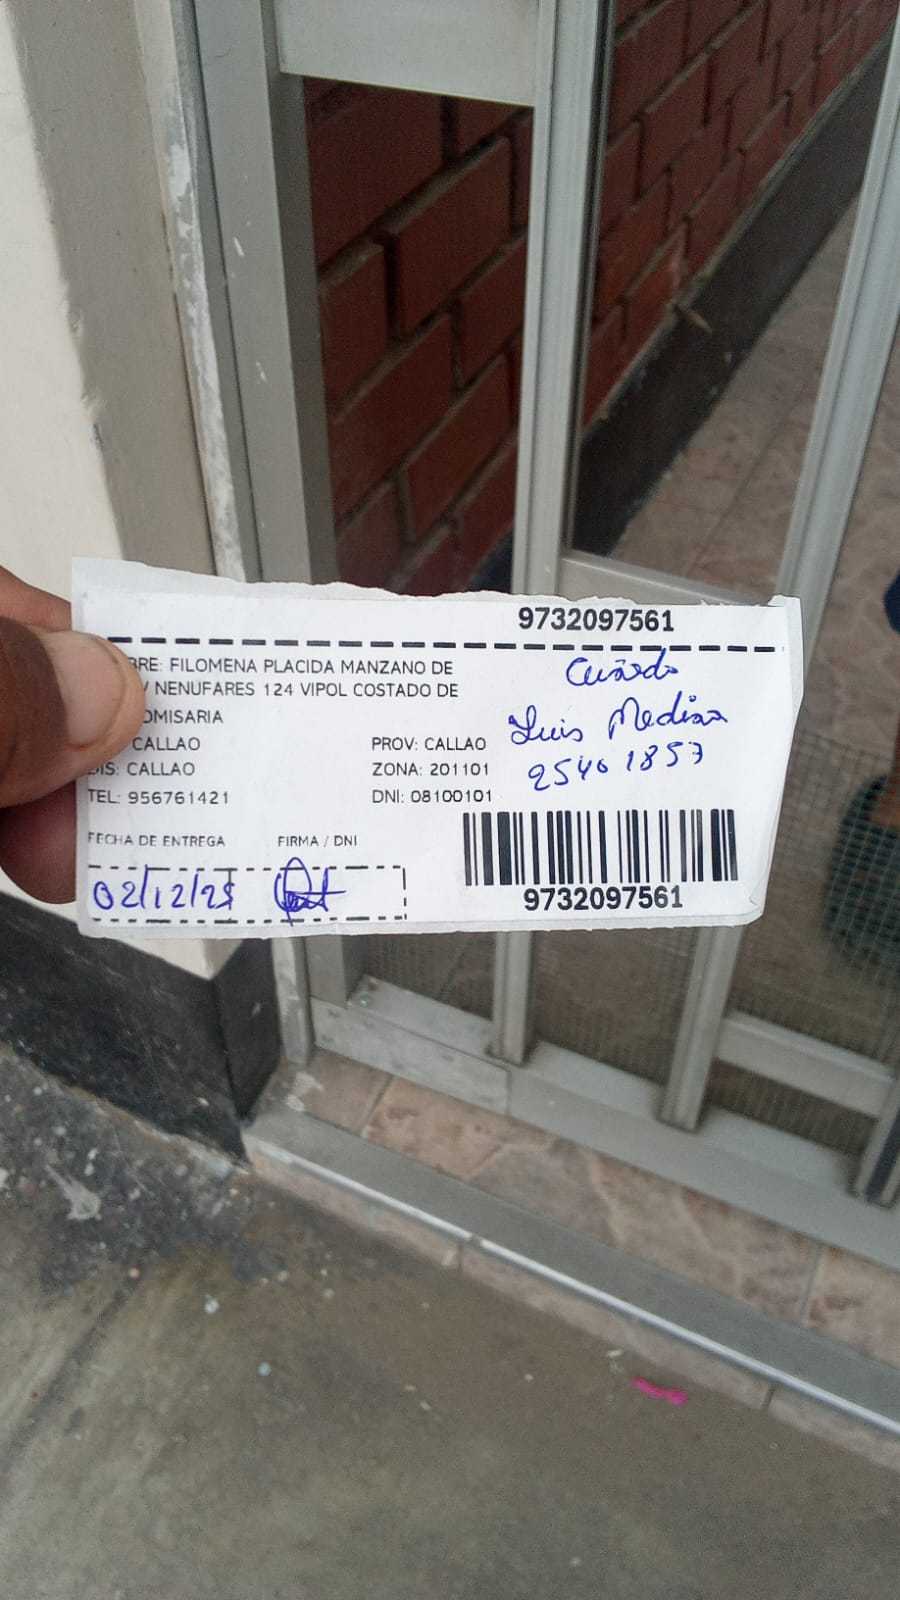 9732097561
BRE: FILOMENA PLACIDA MANZANO DE
/ NENUFARES 124 VIPOL COSTADO DE
OMISARIA
CALLAO PROV: CALLAO
DIS: CALLAO ZONA: 201101
TEL: 956761421 DNI: 08100101
Cuñado
Luis Medina
25401857
FECHA DE ENTREGA FIRMA / DNI
02/12/25
9732097561